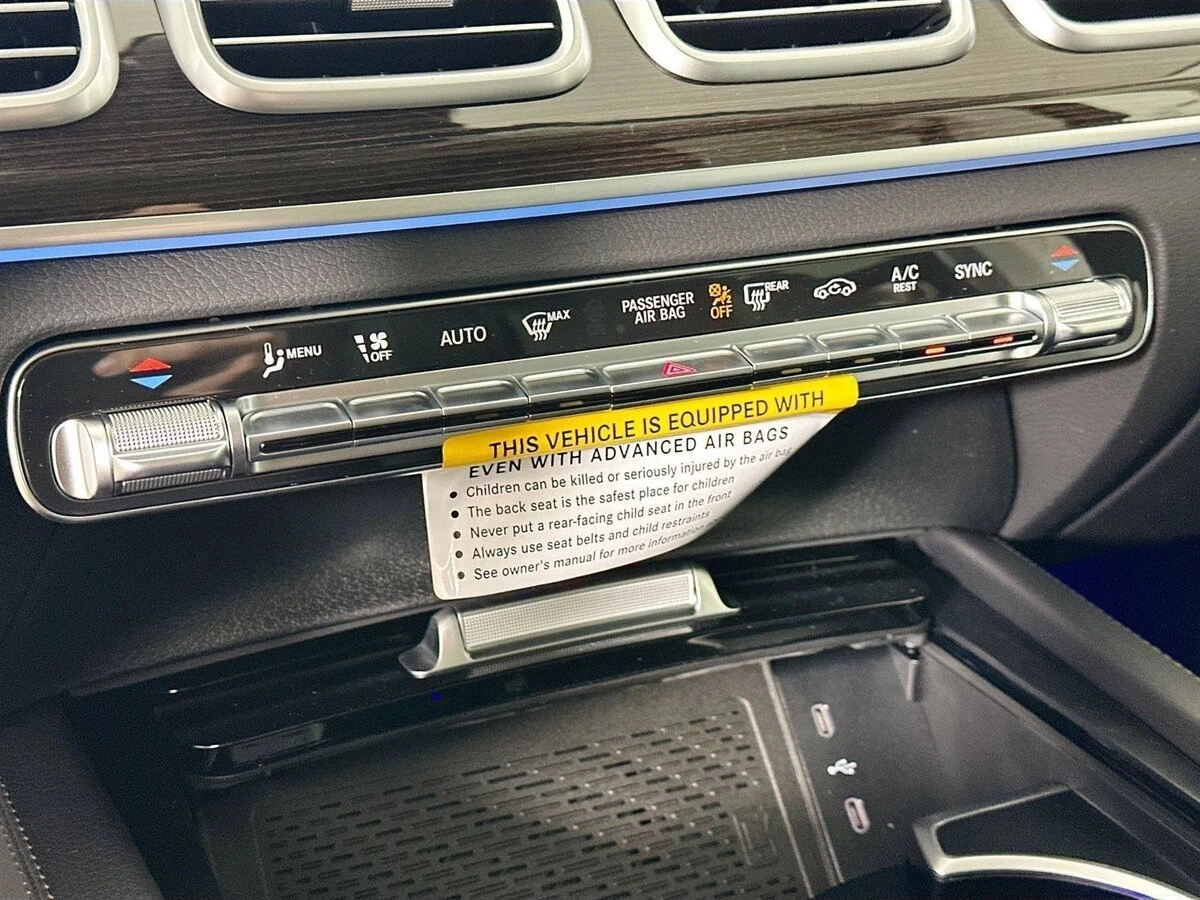 MENU
OFF
AUTO
MAX
PASSENGER
AIR BAG
2
OFF
REAR
A/C
REST
SYNC
THIS VEHICLE IS EQUIPPED WITH
EVEN WITH ADVANCED AIR BAGS
• Children can be killed or seriously injured by the air bag
• The back seat is the safest place for children
• Never put a rear-facing child seat in the front
• Always use seat belts and child restraints
• See owner's manual for more information